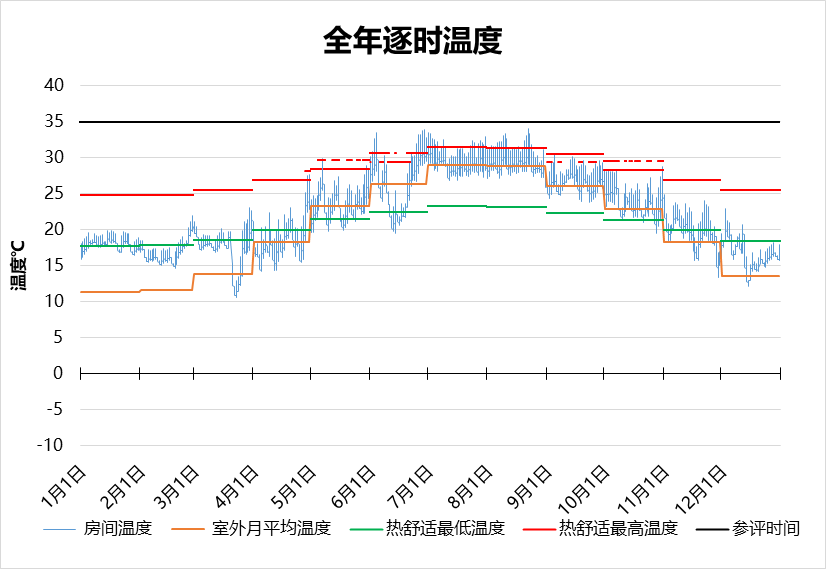 全年逐时温度
温度℃
40
35
30
25
20
15
10
5
0
-5
-10
1月1日
2月1日
3月1日
4月1日
5月1日
6月1日
7月1日
8月1日
9月1日
10月1日
11月1日
12月1日
房间温度
室外月平均温度
热舒适最低温度
热舒适最高温度
参评时间